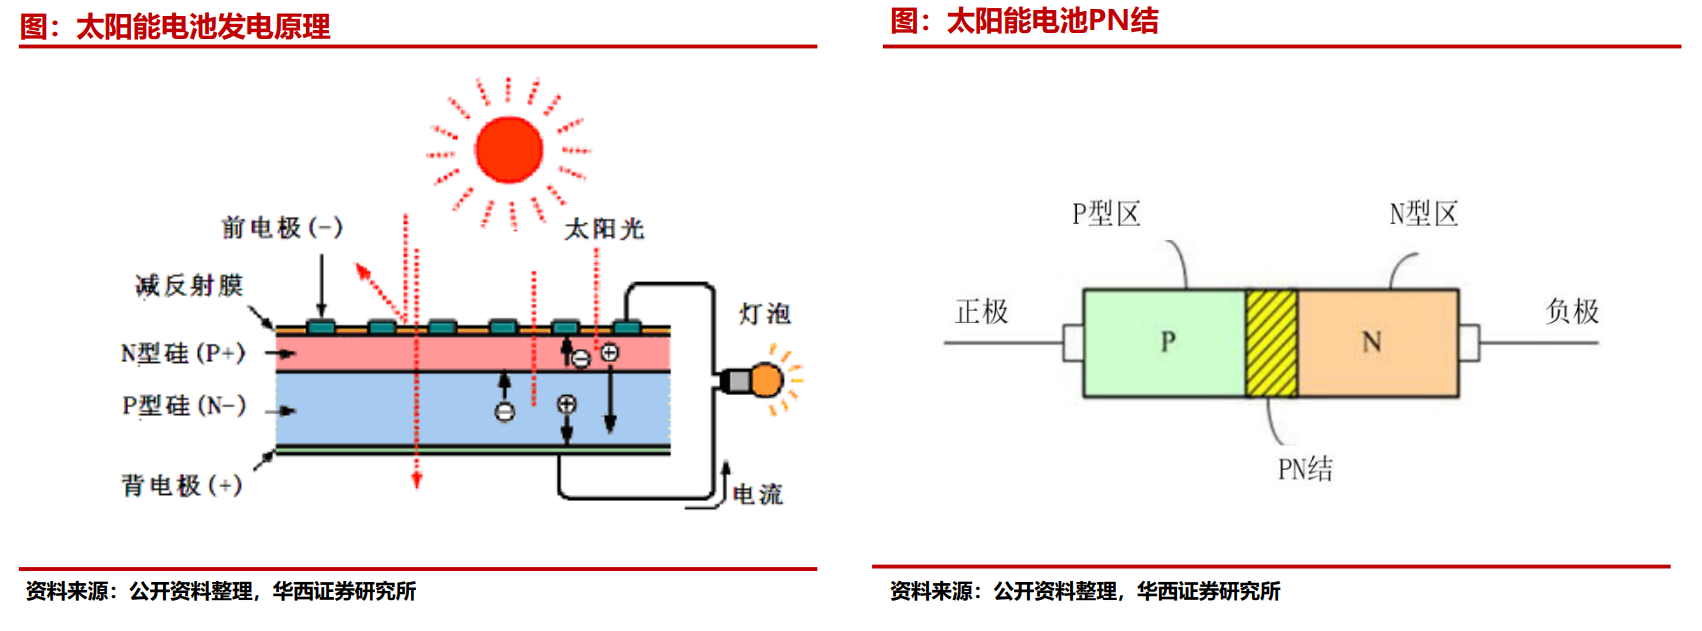 图：太阳能电池发电原理
前电极(-)
太阳光
减反射膜
灯泡
N型硅(P+)
P型硅(N-)
背电极(+)
电流
资料来源：公开资料整理，华西证券研究所
图：太阳能电池PN结
P型区
N型区
正极
负极
P
N
PN结
资料来源：公开资料整理，华西证券研究所